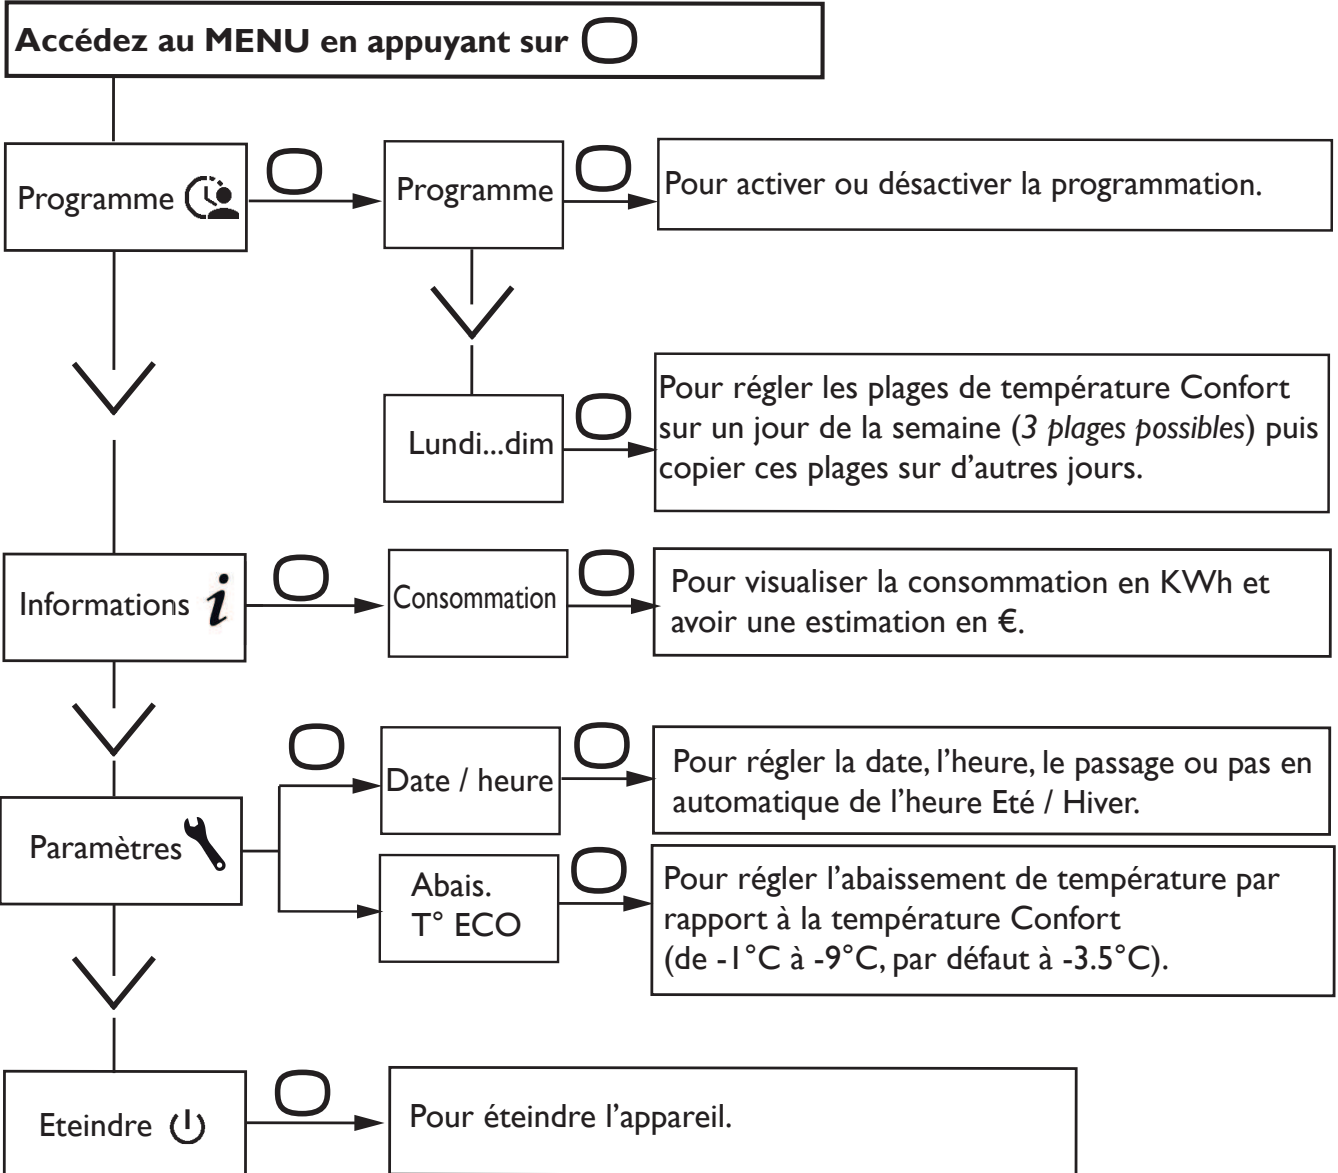 Accédez au MENU en appuyant sur
Programme
Programme
Pour activer ou désactiver la programmation.
Lundi...dim
Pour régler les plages de température Confort
sur un jour de la semaine (3 plages possibles) puis
copier ces plages sur d'autres jours.
Informations
Consommation
Pour visualiser la consommation en KWh et
avoir une estimation en €.
Paramètres
Date / heure
Pour régler la date, l'heure, le passage ou pas en
automatique de l'heure Eté / Hiver.
Abais.
T° ECO
Pour régler l'abaissement de température par
rapport à la température Confort
(de -1°C à -9°C, par défaut à -3.5°C).
Eteindre
Pour éteindre l'appareil.